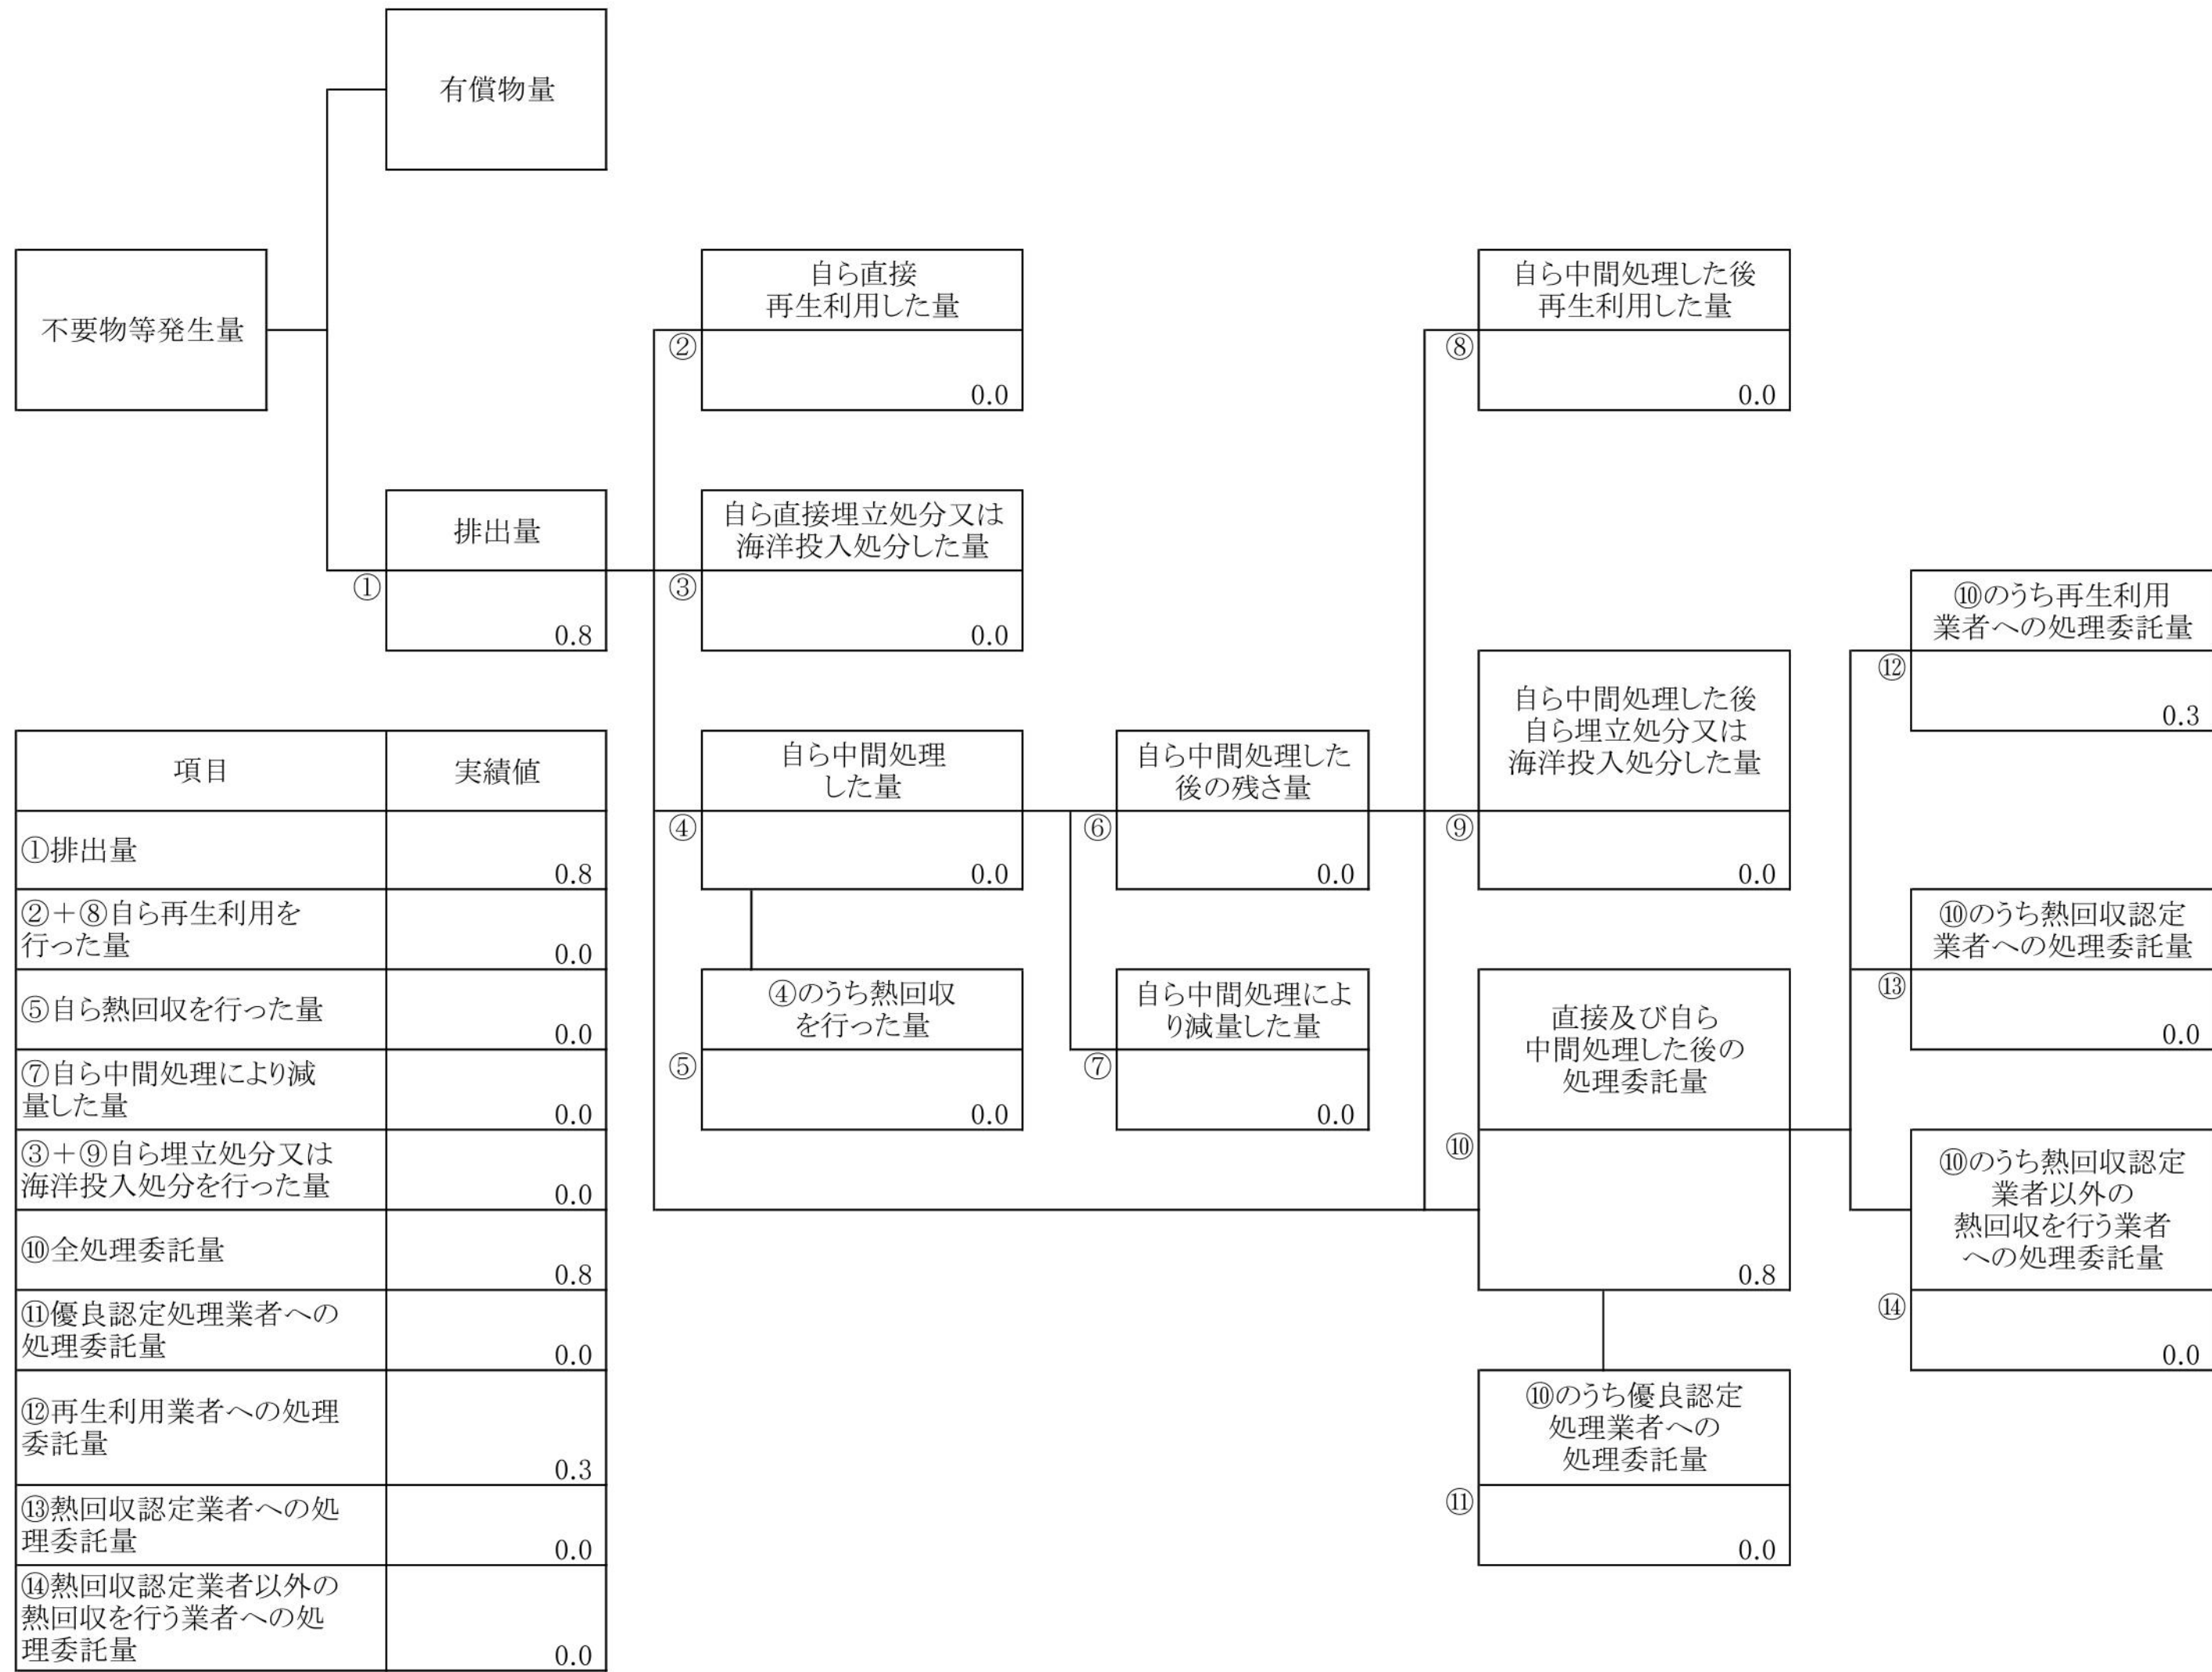 有償物量
不要物等発生量
自ら直接
再生利用した量
②
0.0
自ら中間処理した後
再生利用した量
⑧
0.0
排出量
①
0.8
自ら直接埋立処分又は
海洋投入処分した量
③
0.0
⑩のうち再生利用
業者への処理委託量
⑫
0.3
自ら中間処理
した量
④
0.0
自ら中間処理した
後の残さ量
⑥
0.0
自ら中間処理した後
自ら埋立処分又は
海洋投入処分した量
⑨
0.0
⑩のうち熱回収認定
業者への処理委託量
⑬
0.0
④のうち熱回収
を行った量
⑤
0.0
自ら中間処理によ
り減量した量
⑦
0.0
直接及び自ら
中間処理した後の
処理委託量
⑩
0.8
⑩のうち熱回収認定
業者以外の
熱回収を行う業者
への処理委託量
⑭
0.0
⑩のうち優良認定
処理業者への
処理委託量
⑪
0.0
項目 実績値
①排出量
0.8
②＋⑧自ら再生利用を
行った量
0.0
⑤自ら熱回収を行った量
0.0
⑦自ら中間処理により減
量した量
0.0
③＋⑨自ら埋立処分又は
海洋投入処分を行った量
0.0
⑩全処理委託量
0.8
⑪優良認定処理業者への
処理委託量
0.0
⑫再生利用業者への処理
委託量
0.3
⑬熱回収認定業者への処
理委託量
0.0
⑭熱回収認定業者以外の
熱回収を行う業者への処
理委託量
0.0